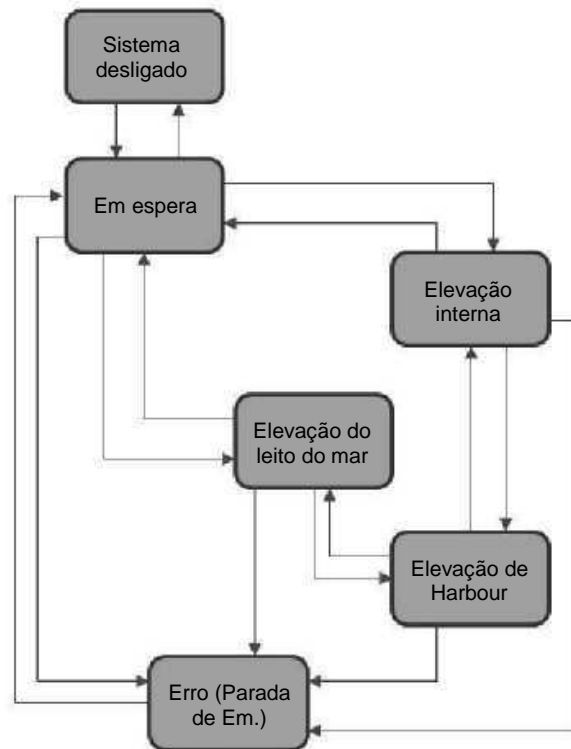 Sistema
desligado
Em espera
Elevação
interna
Elevação do
leito do mar
Elevação de
Harbour
Erro (Parada
de Em.)